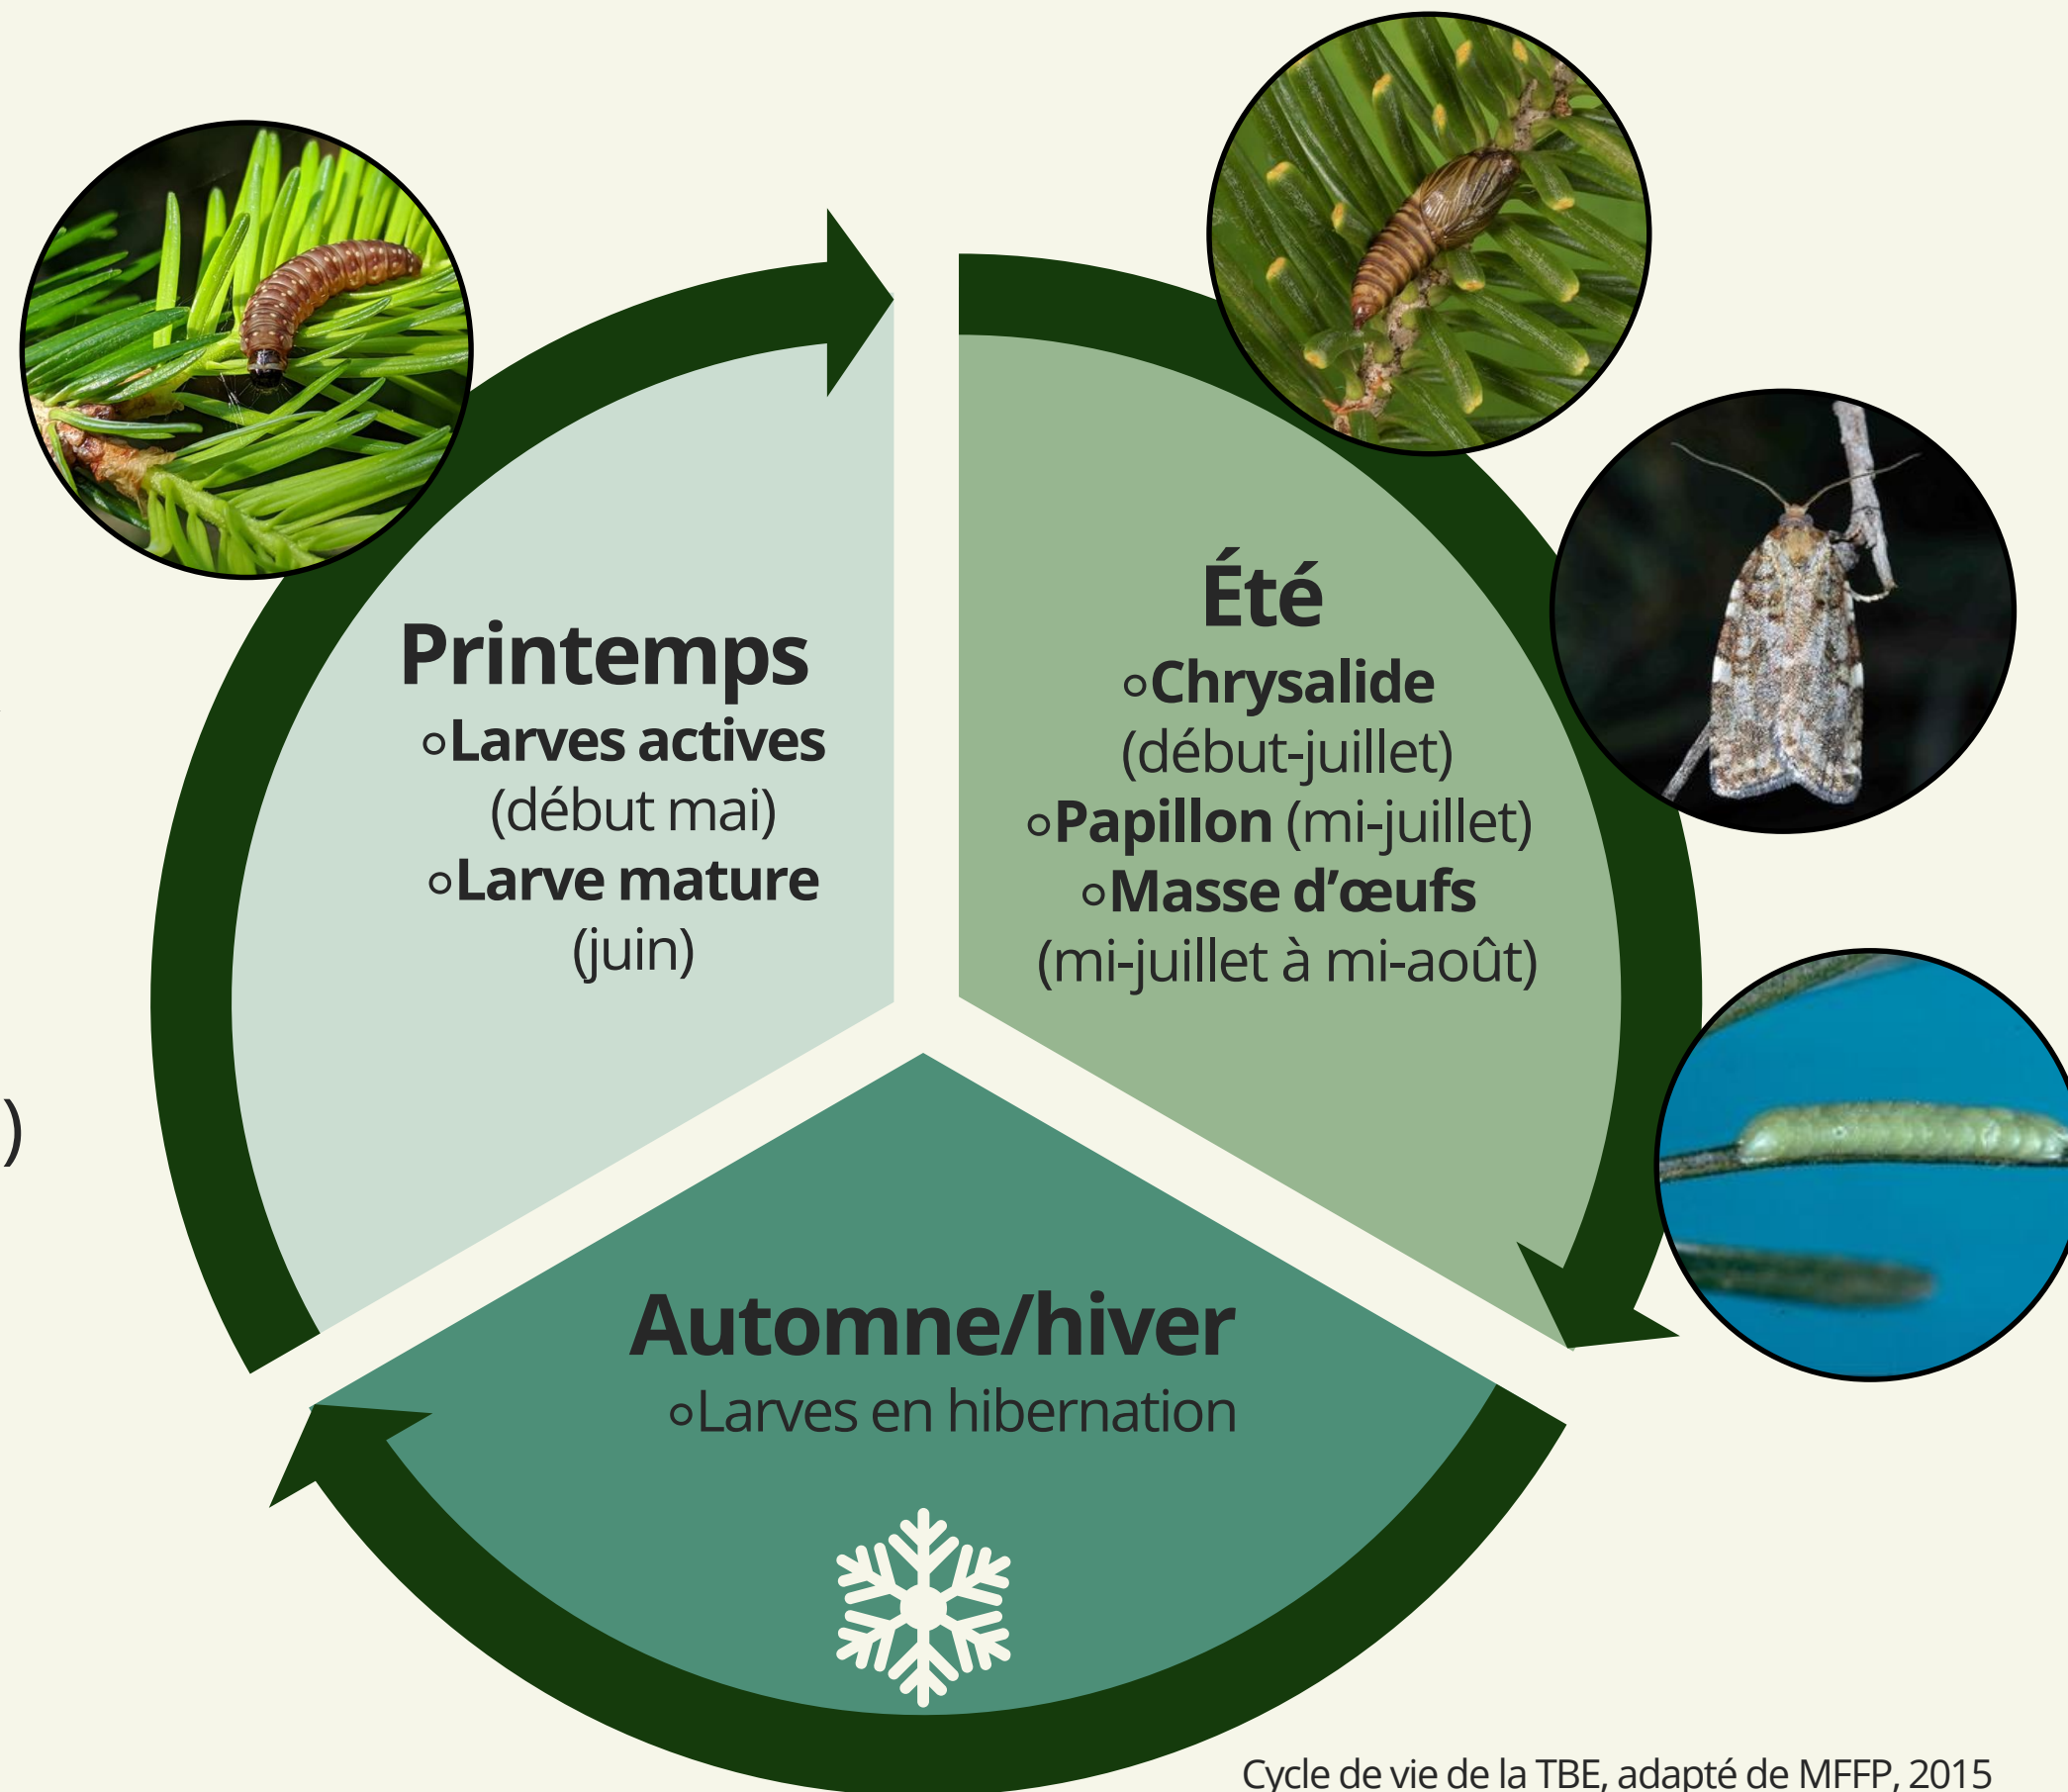 Printemps
◦Larves actives
(début mai)
◦Larve mature
(juin)
Été
◦Chrysalide
(début-juillet)
◦Papillon (mi-juillet)
◦Masse d’œufs
(mi-juillet à mi-août)
)
Automne/hiver
◦Larves en hibernation
Cycle de vie de la TBE, adapté de MFFP, 2015